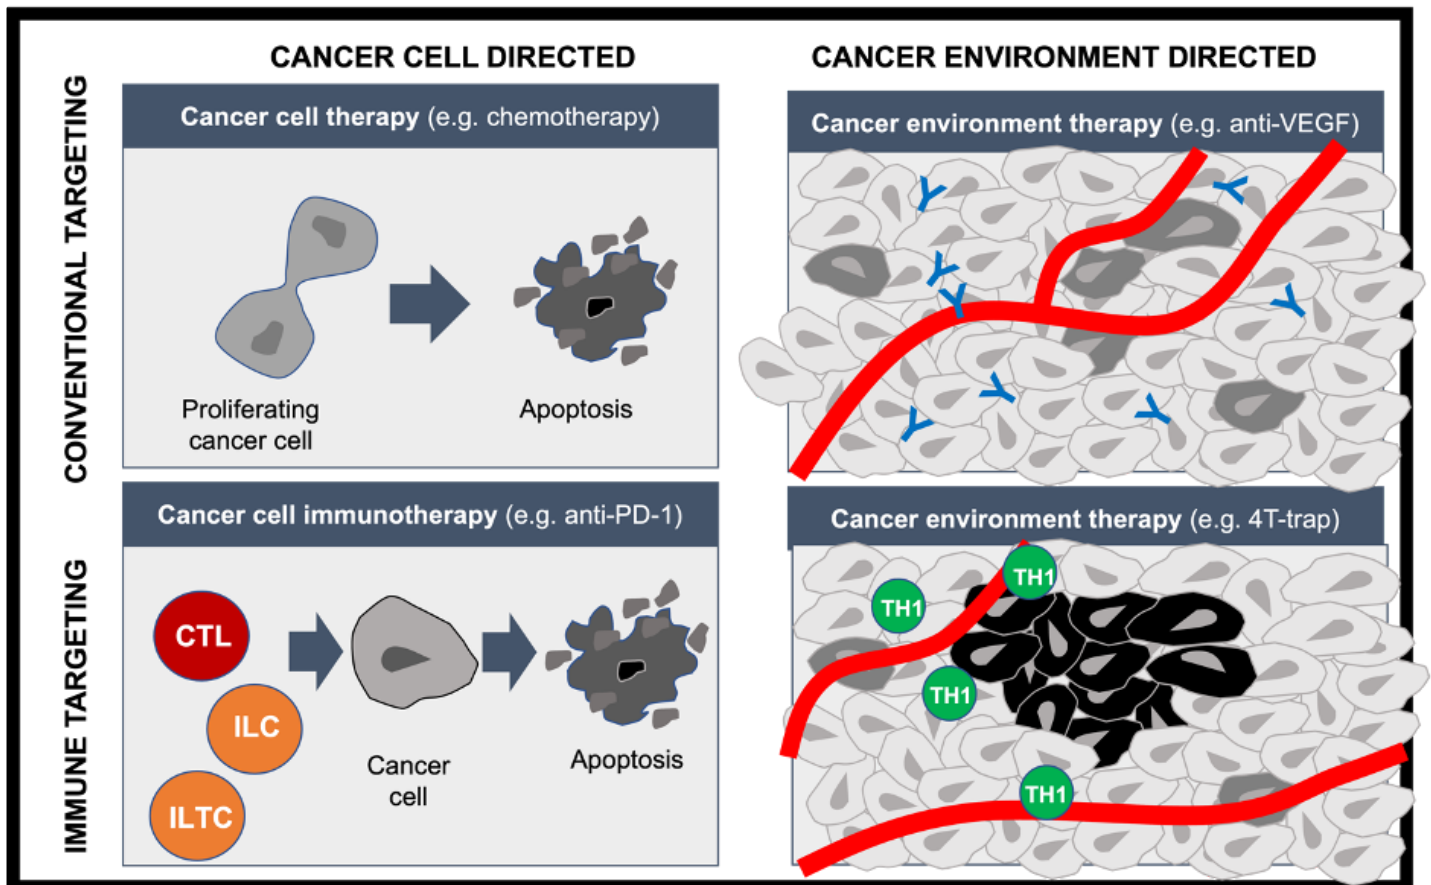 CANCER CELL DIRECTED
CANCER ENVIRONMENT DIRECTED
CONVENTIONAL TARGETING
Cancer cell therapy (e.g. chemotherapy)
Proliferating
cancer cell
Apoptosis
Cancer environment therapy (e.g. anti-VEGF)
IMMUNE TARGETING
Cancer cell immunotherapy (e.g. anti-PD-1)
CTL
ILC
ILTC
Cancer
cell
Apoptosis
Cancer environment therapy (e.g. 4T-trap)
TH1
TH1
TH1
TH1